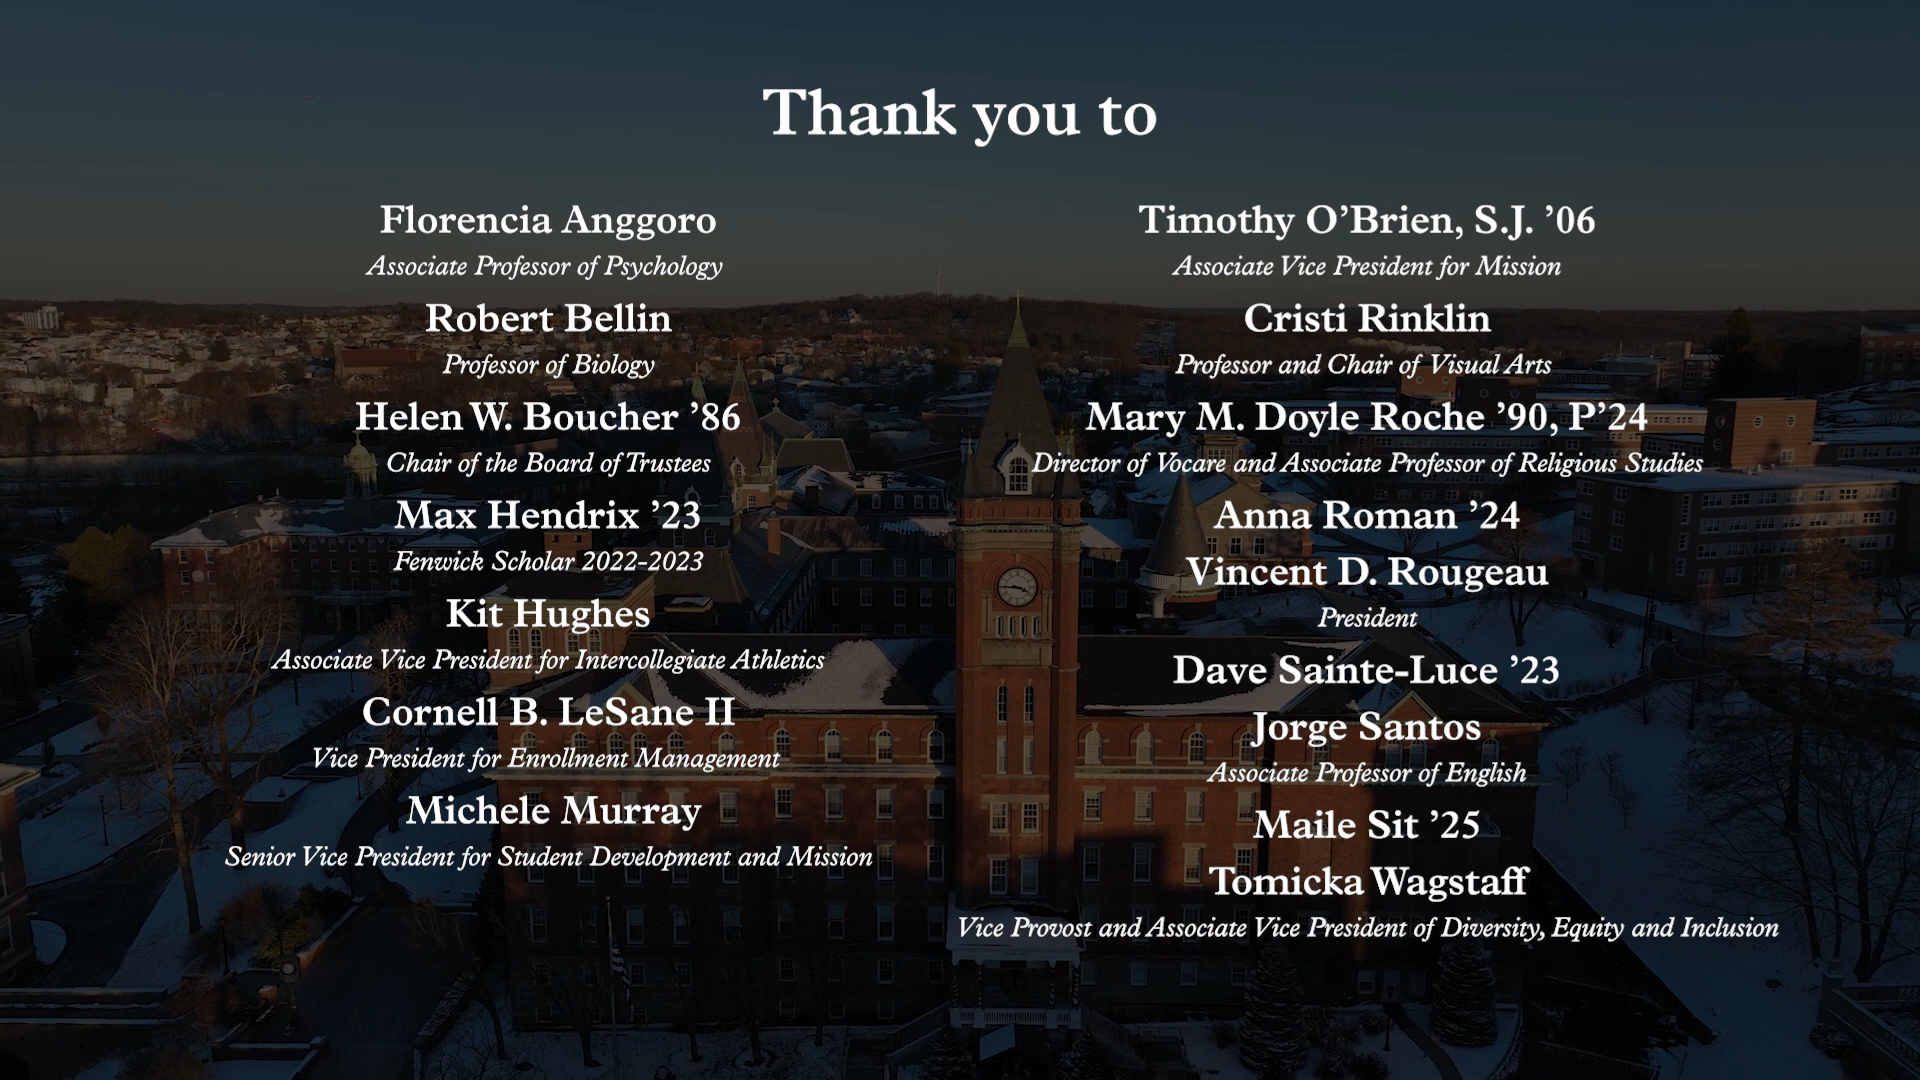 Thank you to
Florencia Anggoro
Associate Professor of Psychology
Robert Bellin
Professor of Biology
Helen W. Boucher ’86
Chair of the Board of Trustees
Max Hendrix ’23
Fenwick Scholar 2022-2023
Kit Hughes
Associate Vice President for Intercollegiate Athletics
Cornell B. LeSane II
Vice President for Enrollment Management
Michele Murray
Senior Vice President for Student Development and Mission
Timothy O’Brien, S.J. ’06
Associate Vice President for Mission
Cristi Rinklin
Professor and Chair of Visual Arts
Mary M. Doyle Roche ’90, P’24
Director of Vocare and Associate Professor of Religious Studies
Anna Roman ’24
Vincent D. Rougeau
President
Dave Sainte-Luce ’23
Jorge Santos
Associate Professor of English
Maile Sit ’25
Tomicka Wagstaff
Vice Provost and Associate Vice President of Diversity, Equity and Inclusion